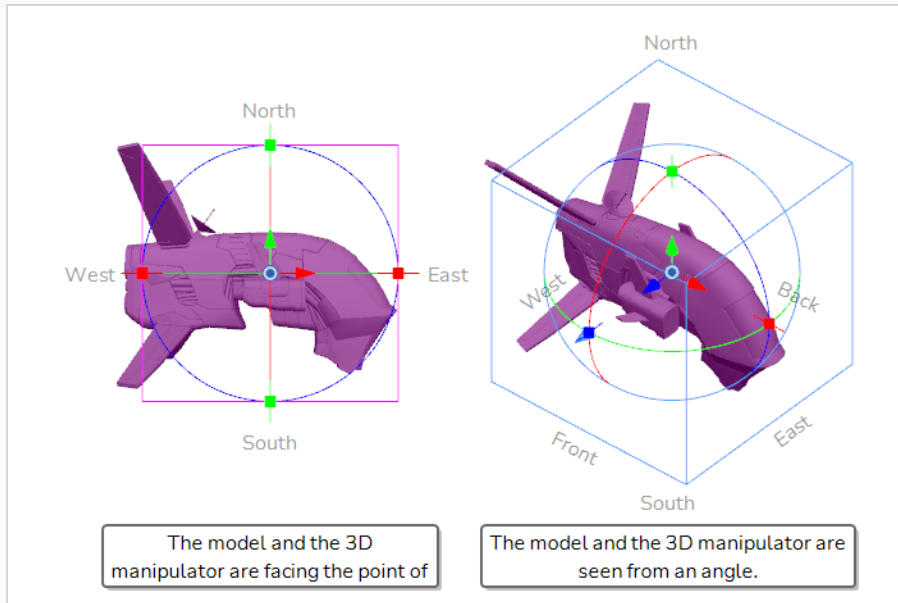 North
West
East
South
The model and the 3D
manipulator are facing the point of
North
West
Back
Front
East
South
The model and the 3D manipulator are
seen from an angle.